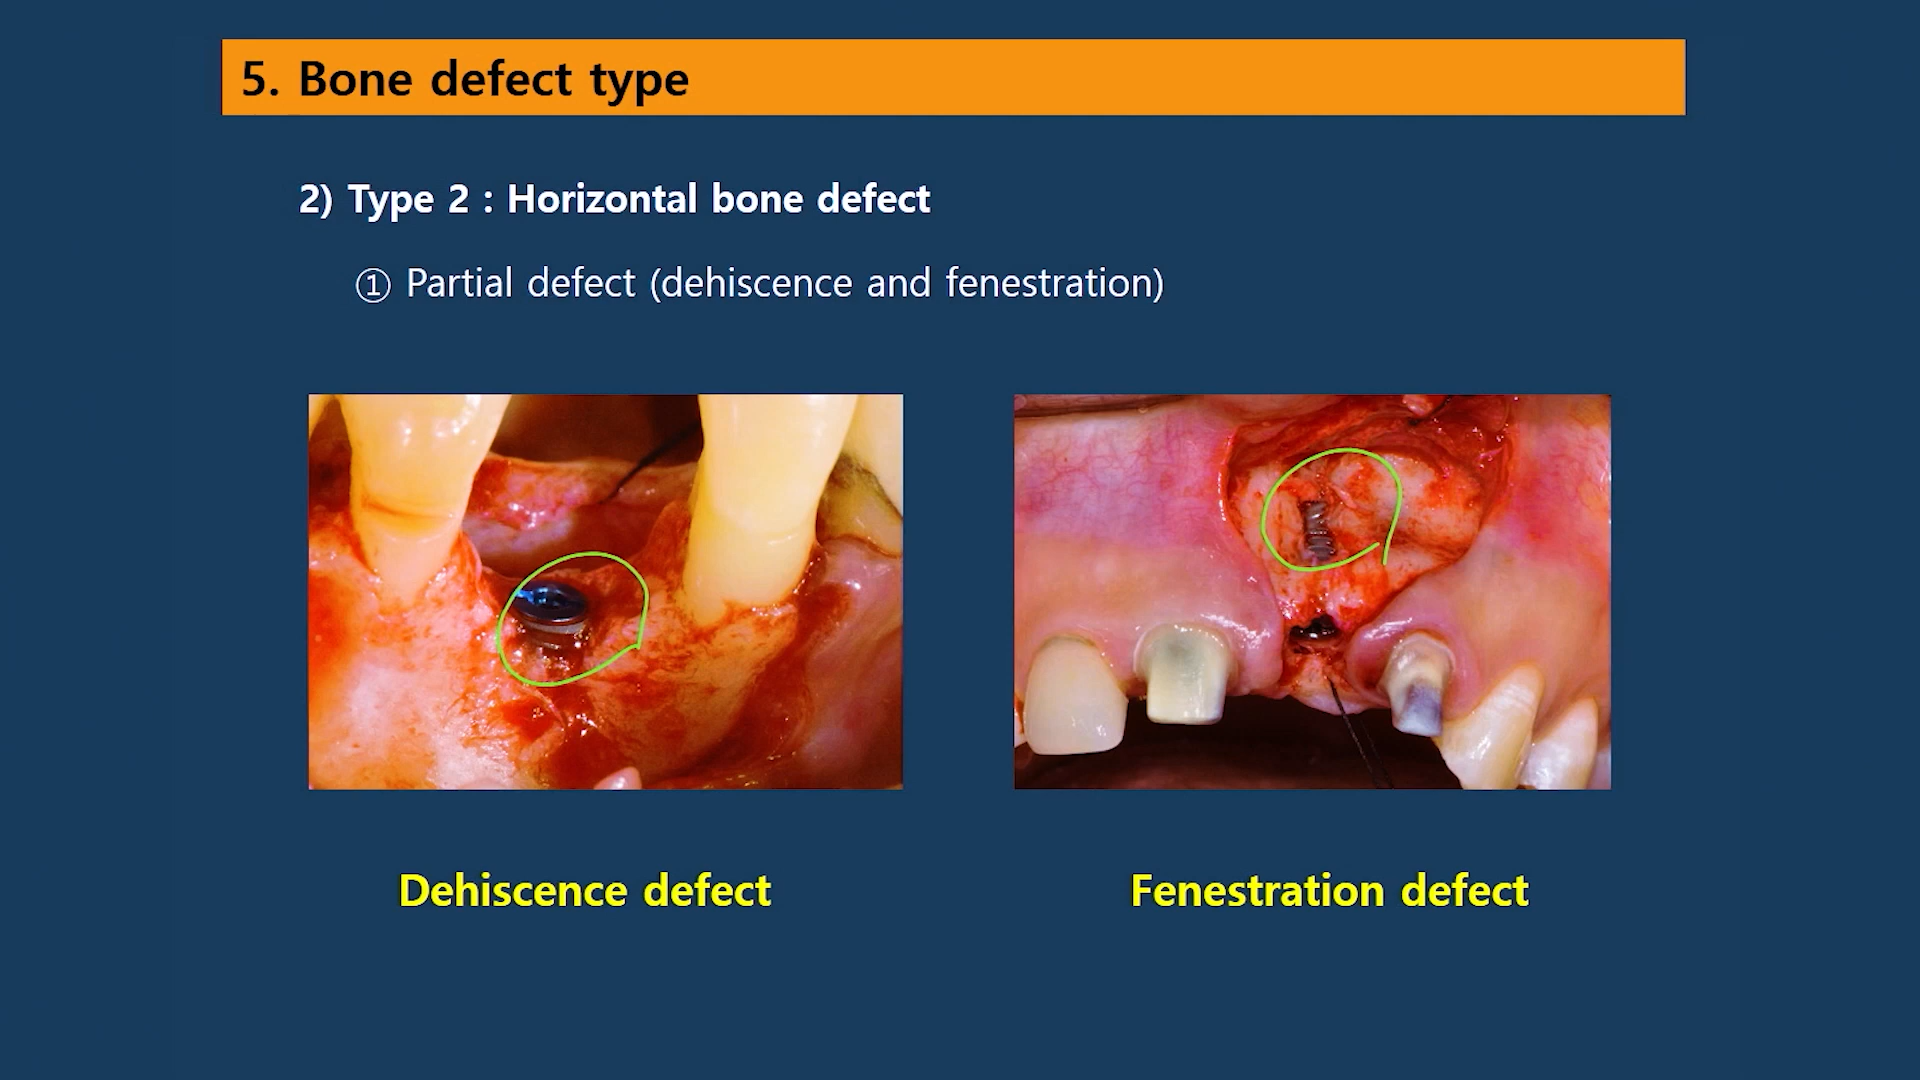 5. Bone defect type
2) Type 2 : Horizontal bone defect
① Partial defect (dehiscence and fenestration)
Dehiscence defect
Fenestration defect